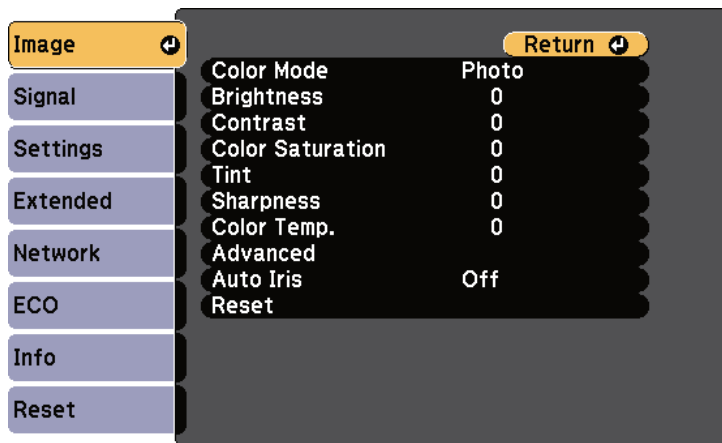 Image
Signal
Settings
Extended
Network
ECO
Info
Reset
Return
Color Mode Photo
Brightness 0
Contrast 0
Color Saturation 0
Tint 0
Sharpness 0
Color Temp. 0
Advanced
Auto Iris Off
Reset